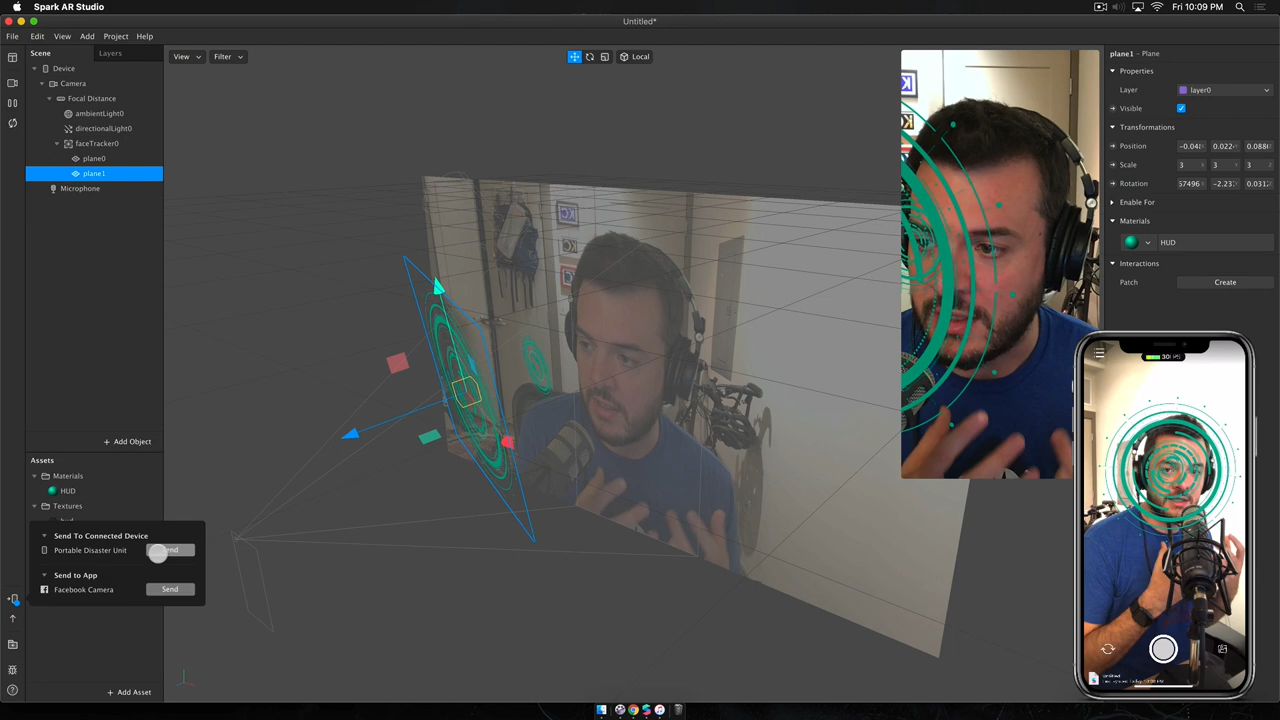 Spark AR Studio
Fri 10:09 PM
Untitled*
File Edit View Add Project Help
Scene Layers
Device
Camera
Focal Distance
ambientLight0
directionalLight0
faceTracker0
plane0
plane1
Microphone
+ Add Object
Assets
Materials
HUD
Textures
Send To Connected Device
Portable Disaster Unit
Send to App
Facebook Camera Send
+ Add Asset
View Filter
Local
KC
KC
plane1 - Plane
Properties
Layer layer0
Visible
Transformations
Position
Scale 3 3 3
Rotation
Enable For
Materials
HUD
Interactions
Patch Create
30